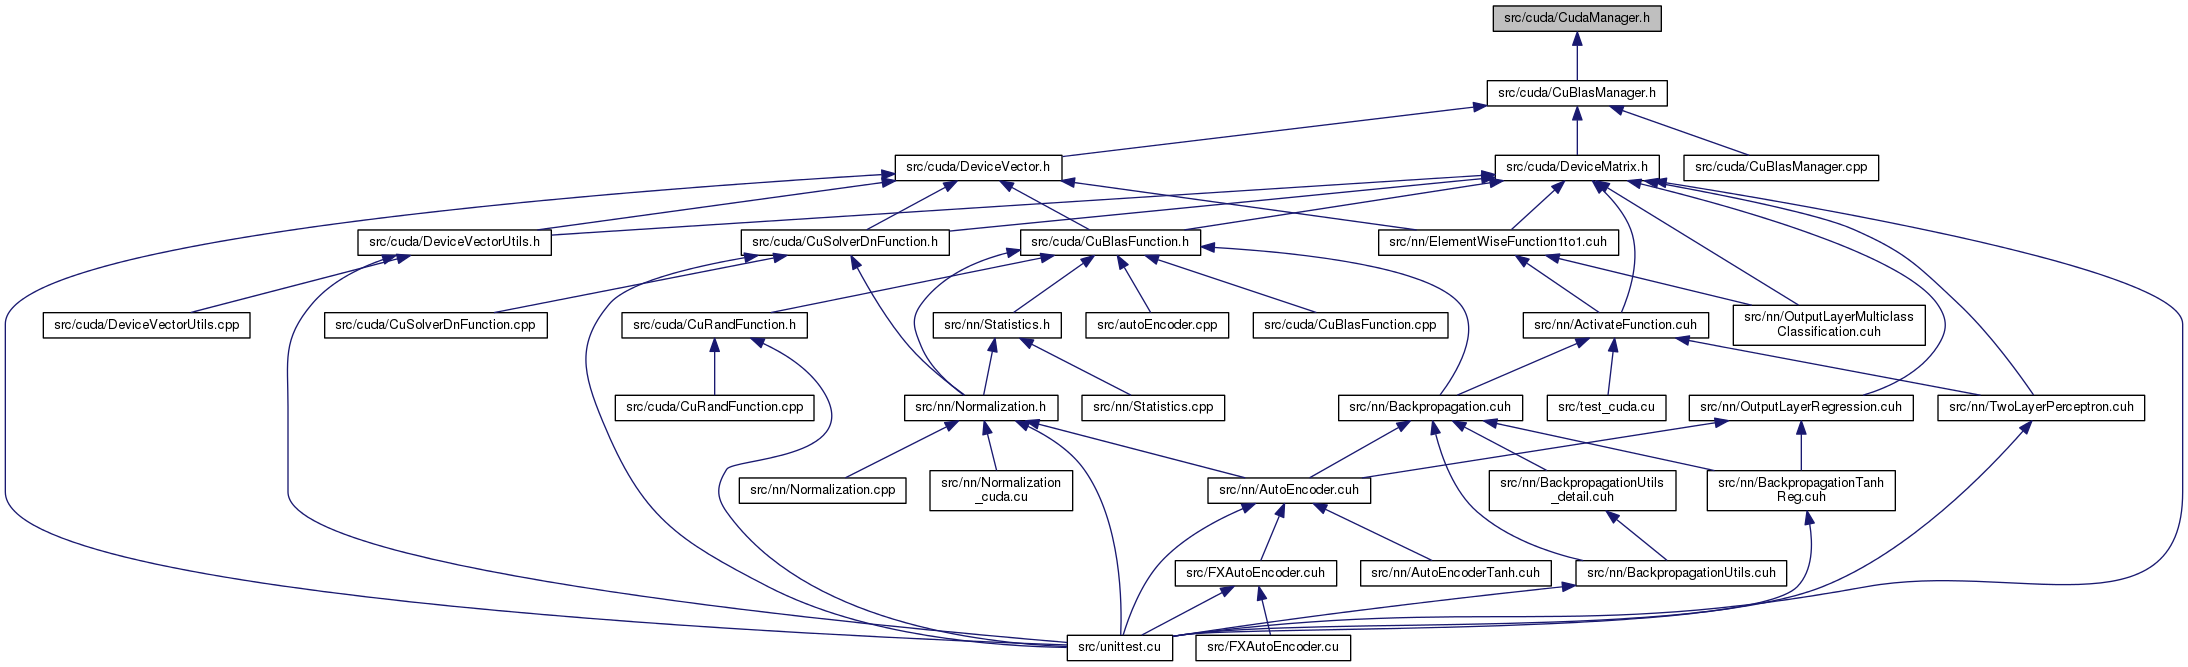 src/cuda/CudaManager.h
src/cuda/CuBlasManager.h
src/cuda/DeviceVector.h
src/cuda/DeviceMatrix.h
src/cuda/CuBlasManager.cpp
src/cuda/DeviceVectorUtils.h
src/cuda/CuSolverDnFunction.h
src/cuda/CuBlasFunction.h
src/nn/ElementWiseFunction1to1.cuh
src/cuda/DeviceVectorUtils.cpp
src/cuda/CuSolverDnFunction.cpp
src/cuda/CuRandFunction.h
src/nn/Statistics.h
src/autoEncoder.cpp
src/cuda/CuBlasFunction.cpp
src/nn/ActivateFunction.cuh
src/nn/OutputLayerMulticlass
Classification.cuh
src/cuda/CuRandFunction.cpp
src/nn/Normalization.h
src/nn/Statistics.cpp
src/nn/Backpropagation.cuh
src/test_cuda.cu
src/nn/OutputLayerRegression.cuh
src/nn/TwoLayerPerceptron.cuh
src/nn/Normalization.cpp
src/nn/Normalization
_cuda.cu
src/nn/AutoEncoder.cuh
src/nn/BackpropagationUtils
_detail.cuh
src/nn/BackpropagationTanh
Reg.cuh
src/FXAutoEncoder.cuh
src/nn/AutoEncoderTanh.cuh
src/nn/BackpropagationUtils.cuh
src/unittest.cu
src/FXAutoEncoder.cu